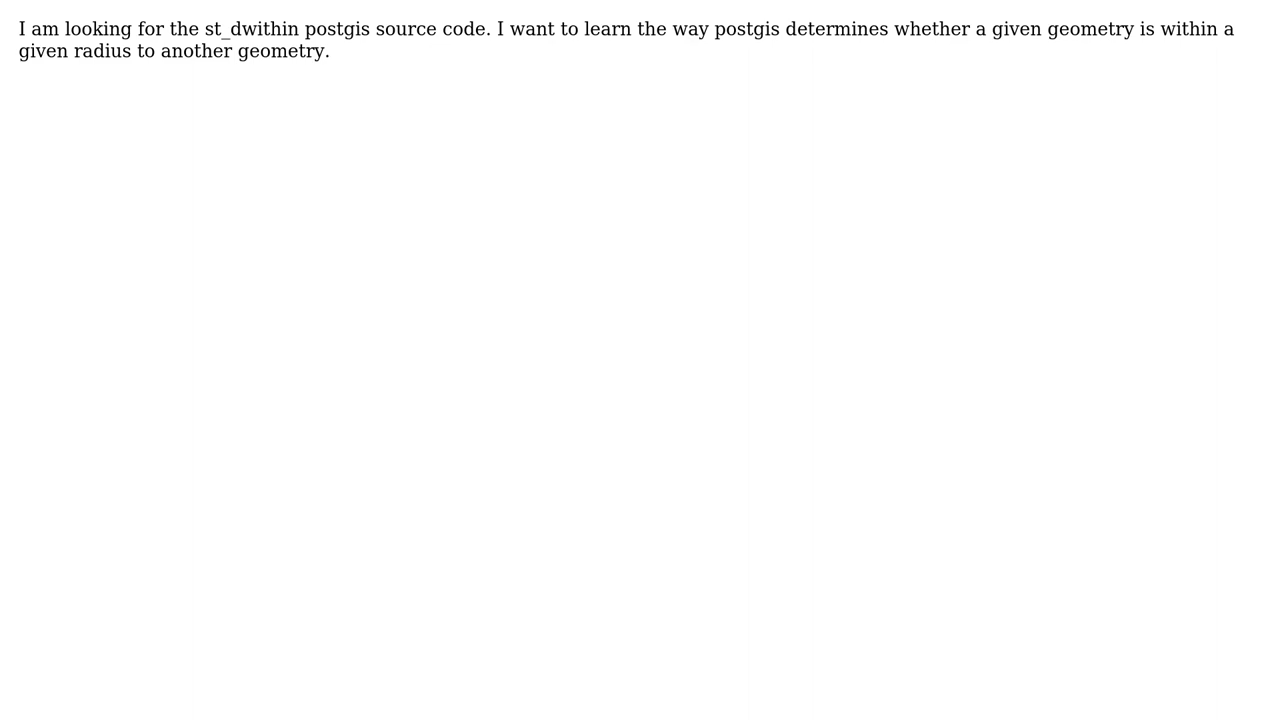 I am looking for the st_dwithin postgis source code. I want to learn the way postgis determines whether a given geometry is within a
given radius to another geometry.